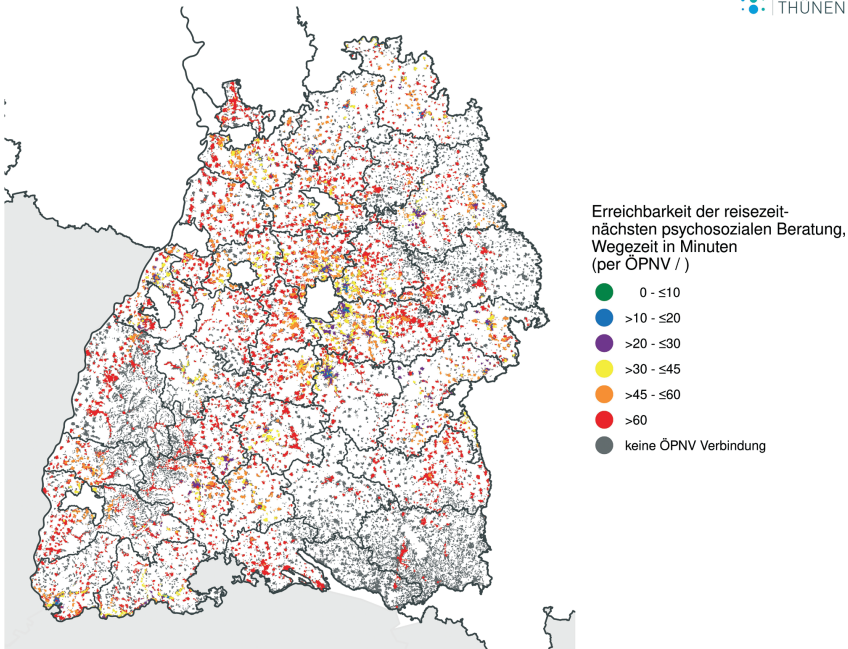 THÜNEN
Erreichbarkeit der reisezeit-
nächsten psychosozialen Beratung,
Wegezeit in Minuten
(per ÖPNV / )
0 - ≤10
>10 - ≤20
>20 - ≤30
>30 - ≤45
>45 - ≤60
>60
keine ÖPNV Verbindung